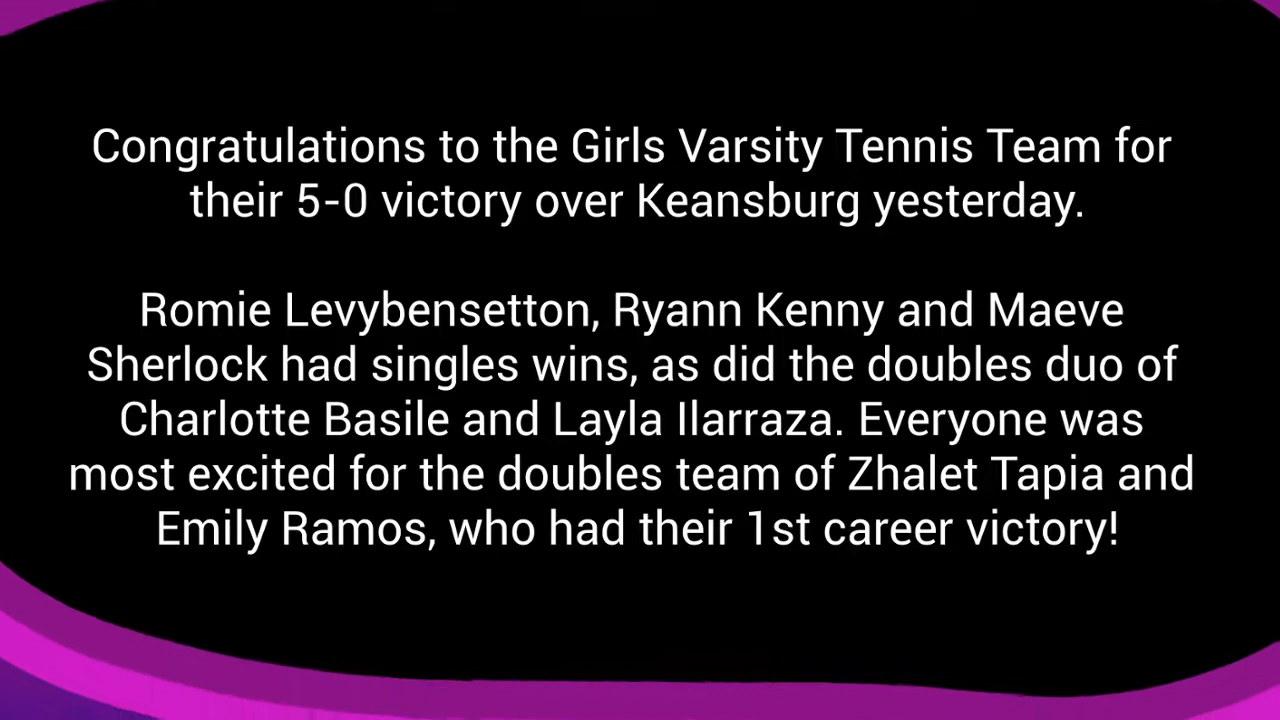 Congratulations to the Girls Varsity Tennis Team for
their 5-0 victory over Keansburg yesterday.
Romie Levybensetton, Ryann Kenny and Maeve
Sherlock had singles wins, as did the doubles duo of
Charlotte Basile and Layla Ilarraza. Everyone was
most excited for the doubles team of Zhalet Tapia and
Emily Ramos, who had their 1st career victory!